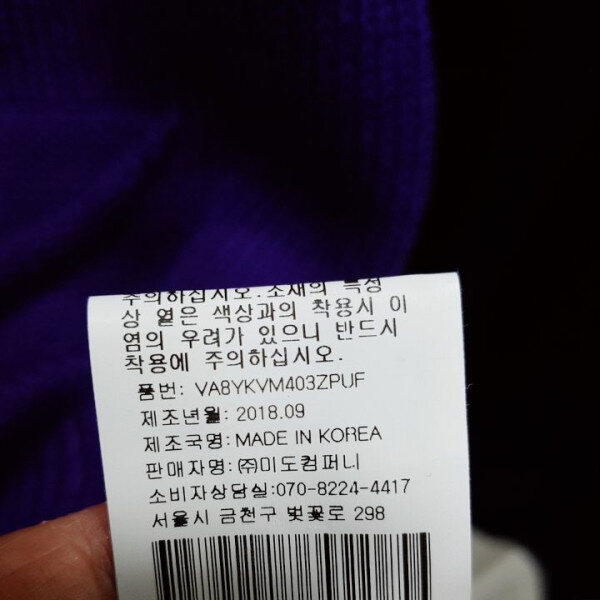 주의하십시오.소재의 특성
상 옅은 색상과의 착용시 이
염의 우려가 있으니 반드시
착용에 주의하십시오.
품번: VA8YKVM403ZPUF
제조년월: 2018.09
제조국명: MADE IN KOREA
판매자명: ㈜미도컴퍼니
소비자상담실:070-8224-4417
서울시 금천구 벚꽃로 298